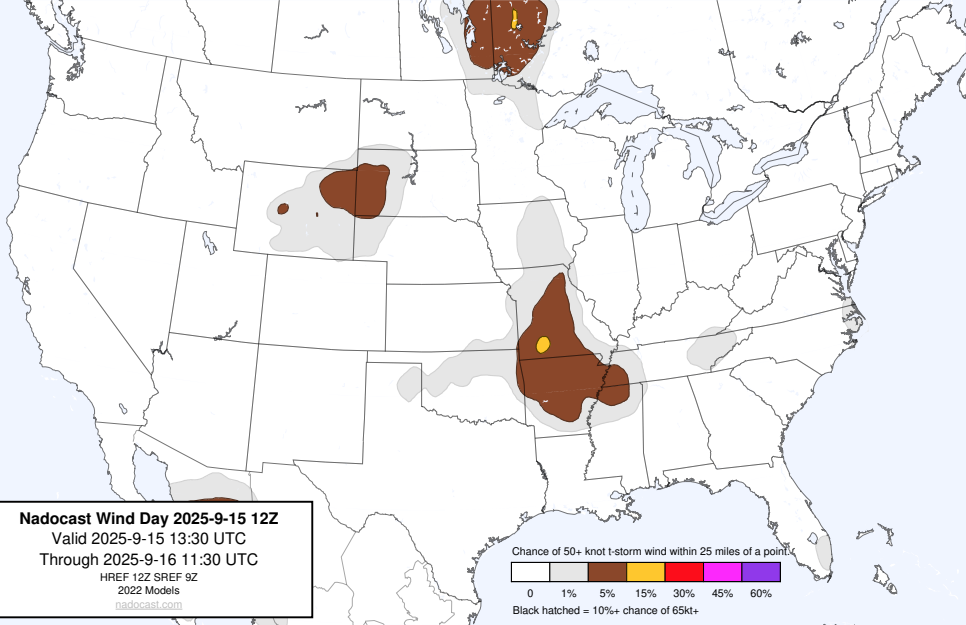 Nadocast Wind Day 2025-9-15 12Z
Valid 2025-9-15 13:30 UTC
Through 2025-9-16 11:30 UTC
HREF 12Z SREF 9Z
2022 Models
nadocast.com
Chance of 50+ knot t-storm wind within 25 miles of a point.
0 1% 5% 15% 30% 45% 60%
Black hatched = 10%+ chance of 65kt+